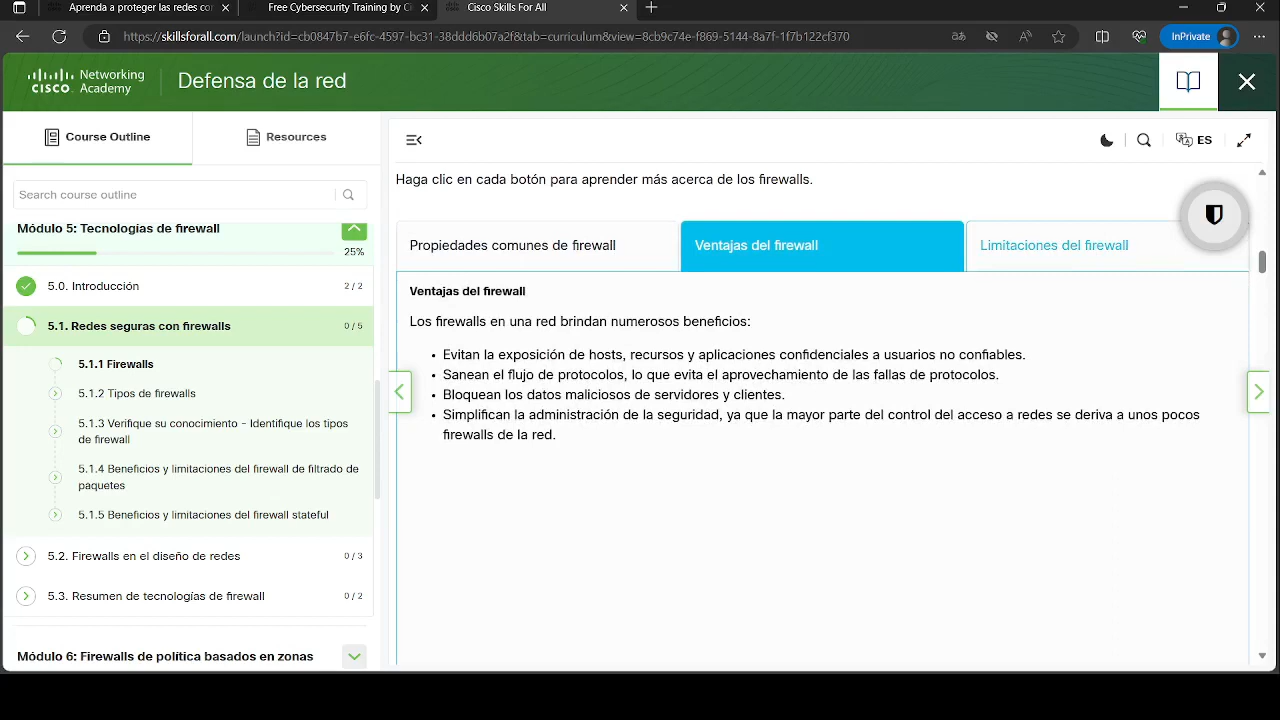 Aprenda a proteger las redes cor
Free Cybersecurity Training by Ci
Cisco Skills For All
https://skillsforall.com/launch?id=cb0847b7-e6fc-4597-bc31-38ddd6b07a2f&tab=curriculum&view=8cb9c74e-f869-5144-8a7f-1f7b122cf370
InPrivate
Networking
CISCO Academy
Defensa de la red
Course Outline
Resources
ES
Search course outline
Módulo 5: Tecnologías de firewall
25%
5.0. Introducción 2 / 2
5.1. Redes seguras con firewalls 0 / 5
5.1.1 Firewalls
5.1.2 Tipos de firewalls
5.1.3 Verifique su conocimiento - Identifique los tipos
de firewall
5.1.4 Beneficios y limitaciones del firewall de filtrado de
paquetes
5.1.5 Beneficios y limitaciones del firewall stateful
5.2. Firewalls en el diseño de redes 0 / 3
5.3. Resumen de tecnologías de firewall 0 / 2
Módulo 6: Firewalls de política basados en zonas
Haga clic en cada botón para aprender más acerca de los firewalls.
Propiedades comunes de firewall
Ventajas del firewall
Limitaciones del firewall
Ventajas del firewall
Los firewalls en una red brindan numerosos beneficios:
• Evitan la exposición de hosts, recursos y aplicaciones confidenciales a usuarios no confiables.
• Sanean el flujo de protocolos, lo que evita el aprovechamiento de las fallas de protocolos.
• Bloquean los datos maliciosos de servidores y clientes.
• Simplifican la administración de la seguridad, ya que la mayor parte del control del acceso a redes se deriva a unos pocos
firewalls de la red.